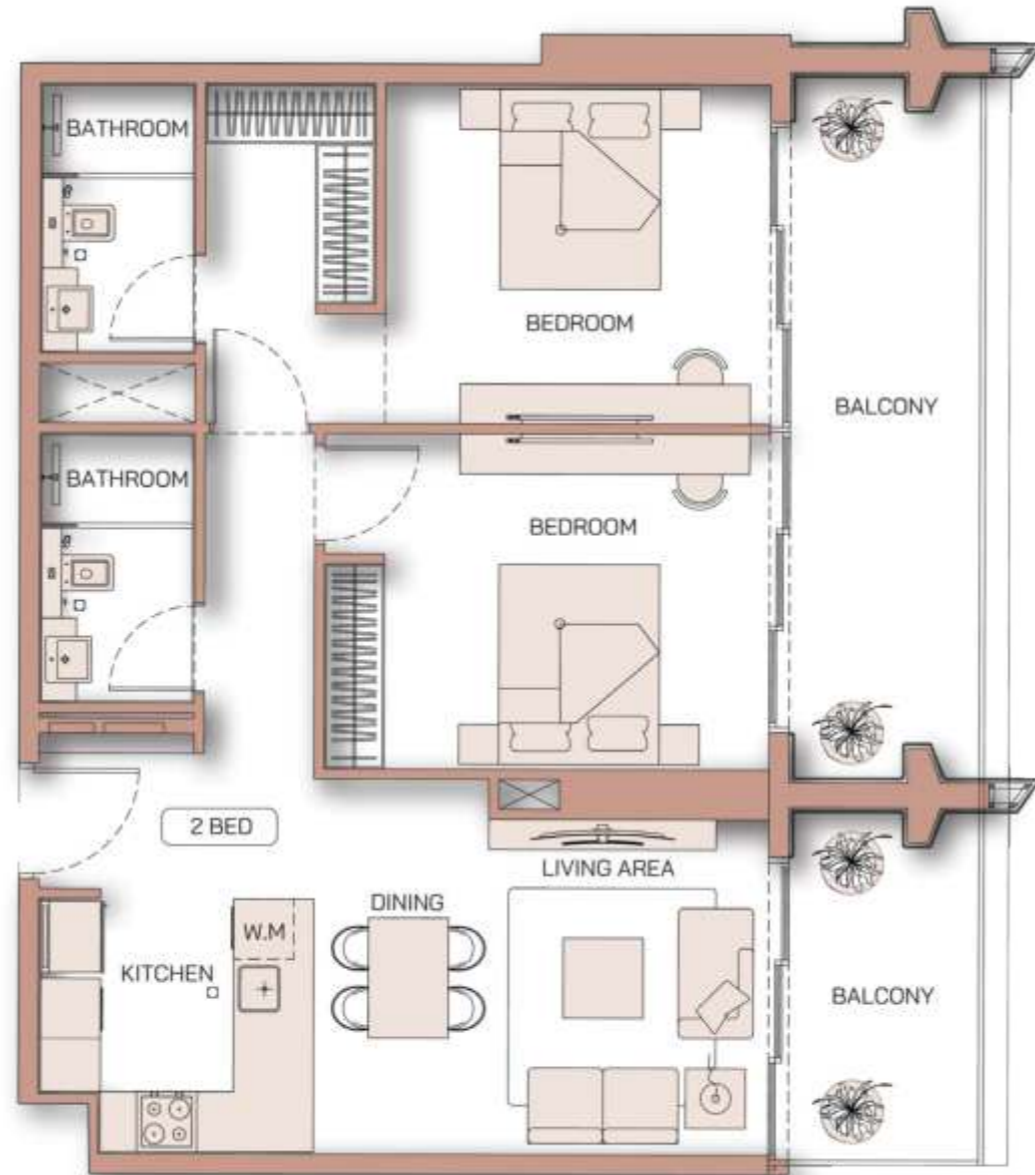 BATHROOM
BEDROOM
BALCONY
BATHROOM
BEDROOM
2 BED
LIVING AREA
DINING
W.M
KITCHEN
BALCONY